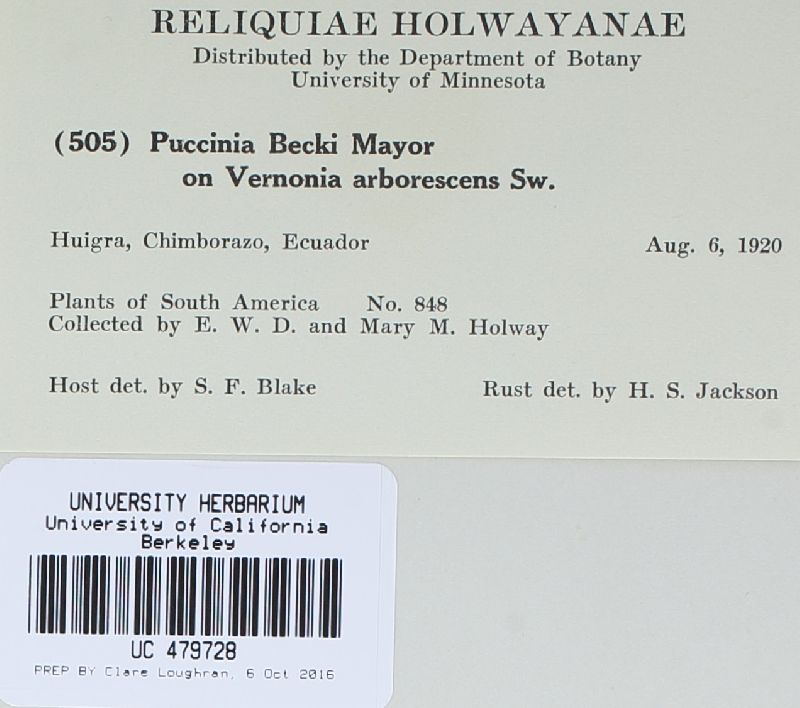 RELIQUIAE HOLWAYANAE
Distributed by the Department of Botany
University of Minnesota
(505) Puccinia Becki Mayor
on Vernonia arborescens Sw.
Huigra, Chimborazo, Ecuador Aug. 6, 1920
Plants of South America No. 848
Collected by E. W. D. and Mary M. Holway
Host det. by S. F. Blake Rust det. by H. S. Jackson
UNIVERSITY HERBARIUM
University of California
Berkeley
UC 479728
PREP BY Clare Loughran, 6 Oct 2016